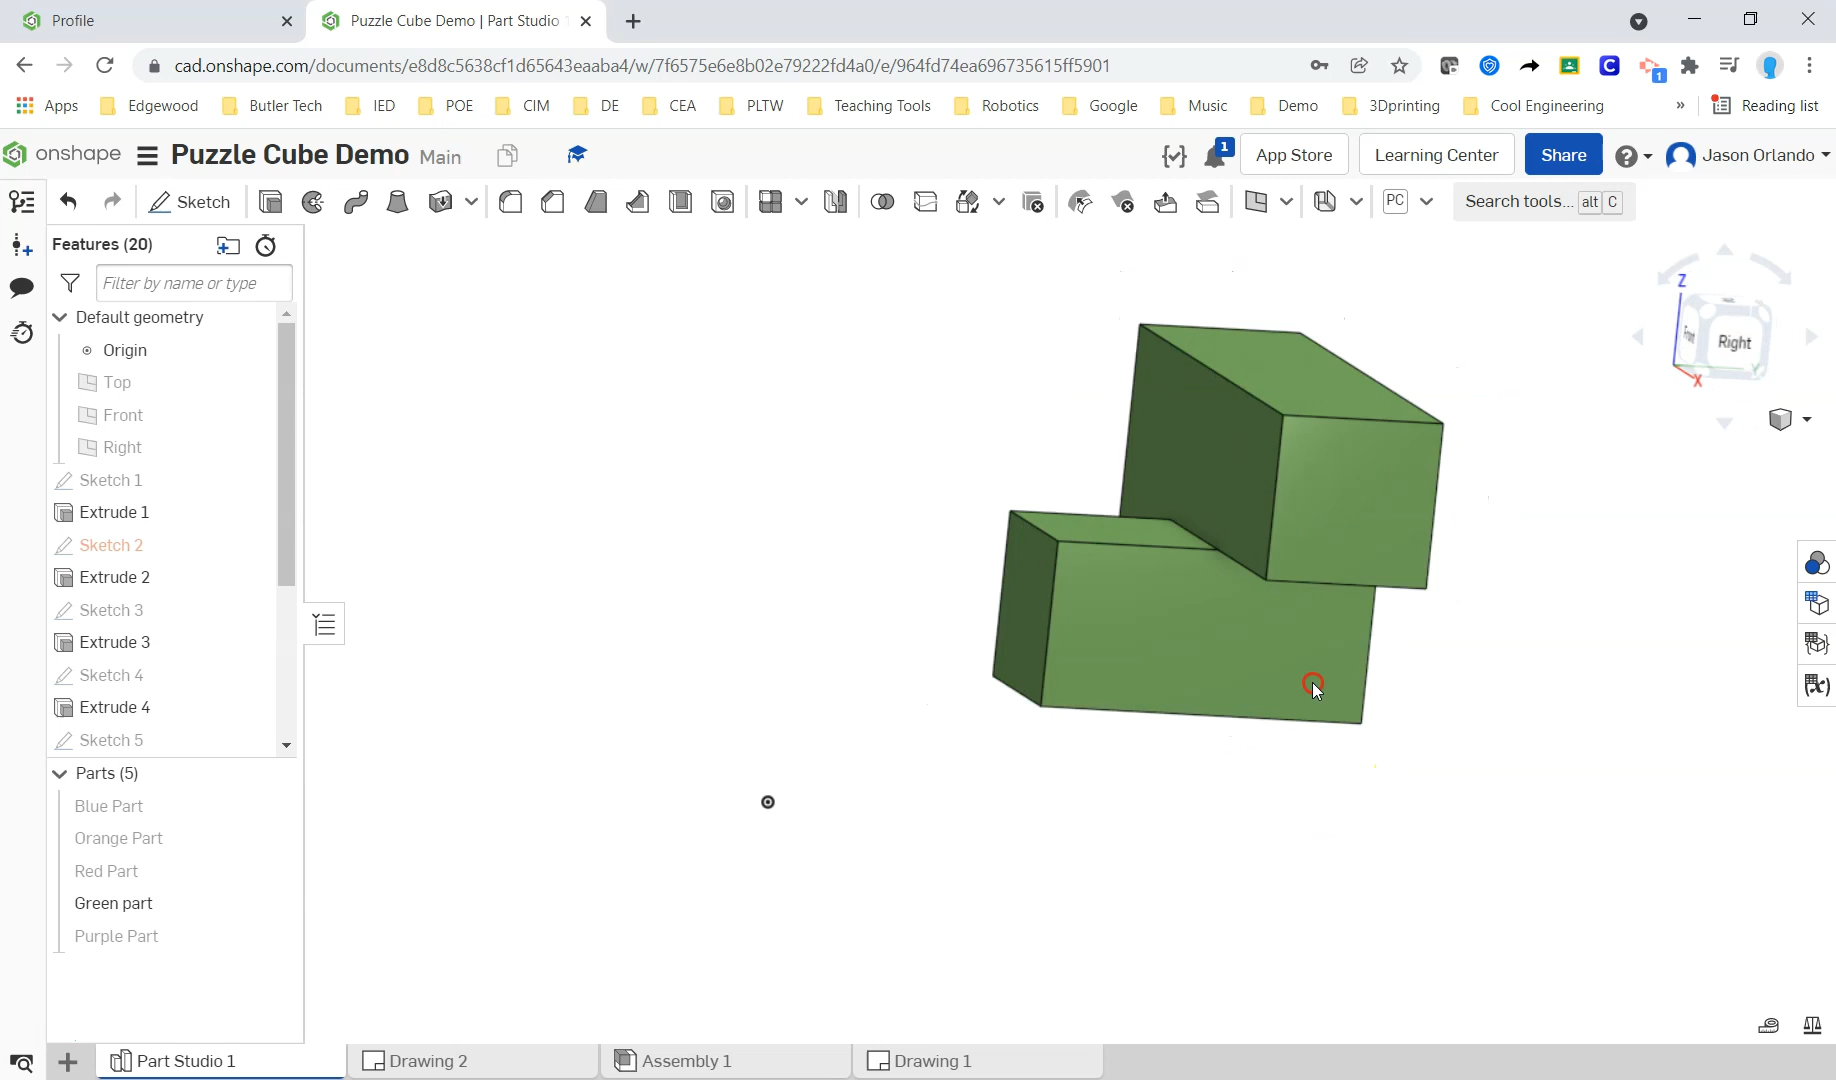 Profile
Puzzle Cube Demo | Part Studio
cad.onshape.com/documents/e8d8c5638cf1d65643eaaba4/w/7f6575e6e8b02e79222fd4a0/e/964fd74ea696735615ff5901
1
Apps Edgewood Butler Tech IED POE CIM DE CEA PLTW Teaching Tools Robotics Google Music Demo 3Dprinting Cool Engineering » Reading list
onshape Puzzle Cube Demo Main 1 App Store Learning Center Share Jason Orlando
Sketch PC Search tools... alt C
Features (20)
Filter by name or type
Default geometry
Origin
Top
Front
Right
Sketch 1
Extrude 1
Sketch 2
Extrude 2
Sketch 3
Extrude 3
Sketch 4
Extrude 4
Sketch 5
Parts (5)
Blue Part
Orange Part
Red Part
Green part
Purple Part
Z
Front Right
Y
X
(x)
Part Studio 1 Drawing 2 Assembly 1 Drawing 1